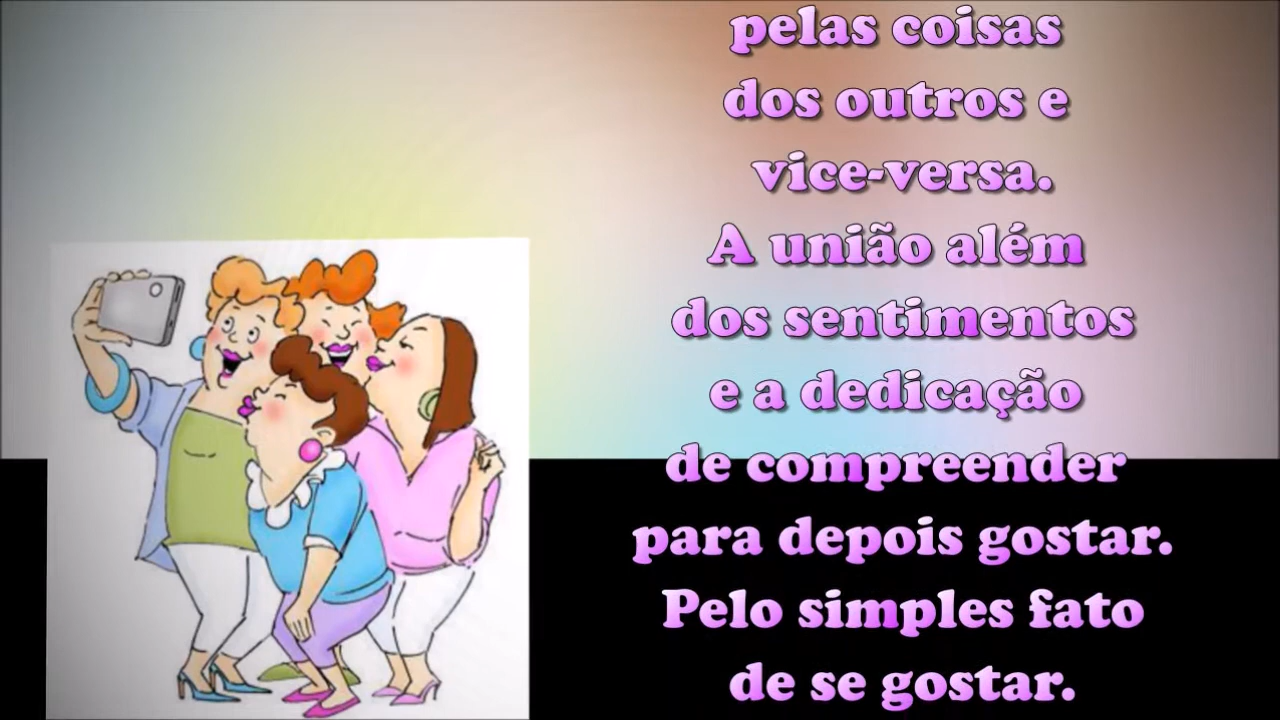 pelas coisas
dos outros e
vice-versa.
A união além
dos sentimentos
e a dedicação
de compreender
para depois gostar.
Pelo simples fato
de se gostar.